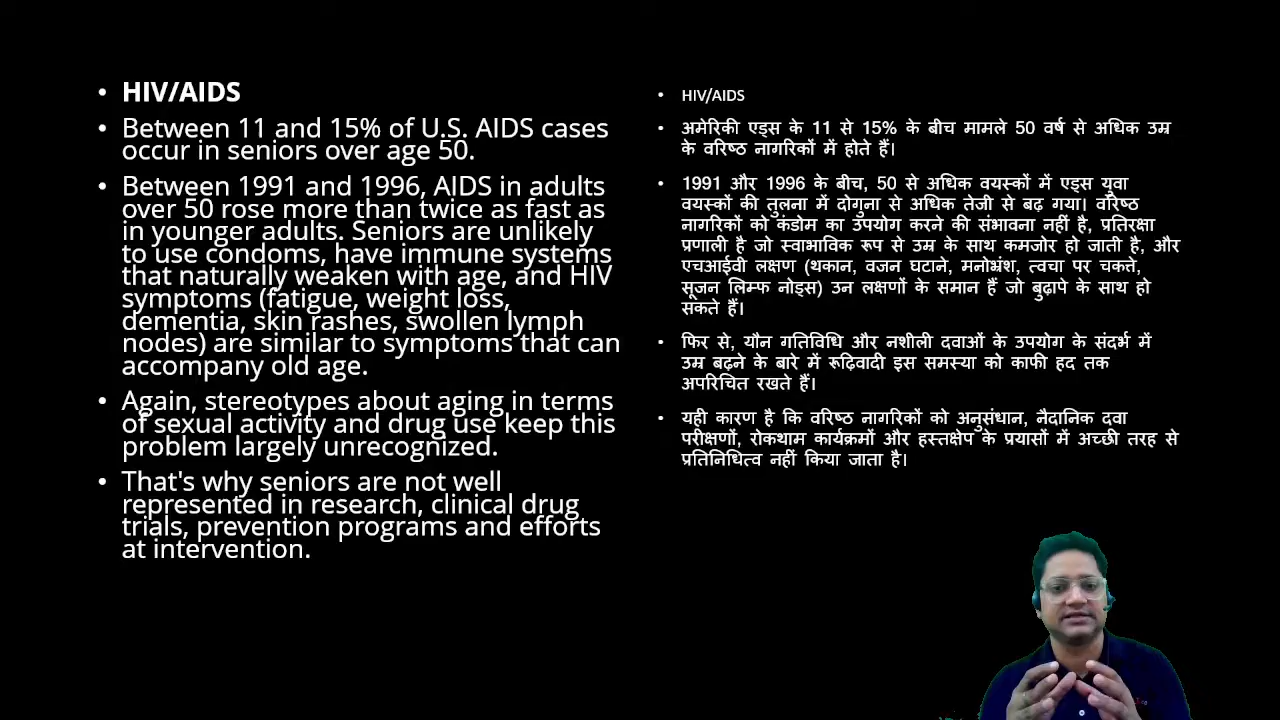 HIV/AIDS
Between 11 and 15% of U.S. AIDS cases
occur in seniors over age 50.
Between 1991 and 1996, AIDS in adults
over 50 rose more than twice as fast as
in younger adults. Seniors are unlikely
to use condoms, have immune systems
that naturally weaken with age, and HIV
symptoms (fatigue, weight loss,
dementia, skin rashes, swollen lymph
nodes) are similar to symptoms that can
accompany old age.
Again, stereotypes about aging in terms
of sexual activity and drug use keep this
problem largely unrecognized.
That's why seniors are not well
represented in research, clinical drug
trials, prevention programs and efforts
at intervention.
HIV/AIDS
अमेरिकी एड्स के 11 से 15% के बीच मामले 50 वर्ष से अधिक उम्र
के वरिष्ठ नागरिकों में होते हैं।
1991 और 1996 के बीच, 50 से अधिक वयस्कों में एड्स युवा
वयस्कों की तुलना में दोगुना से अधिक तेजी से बढ़ गया। वरिष्ठ
नागरिकों को कंडोम का उपयोग करने की संभावना नहीं है, प्रतिरक्षा
प्रणाली है जो स्वाभाविक रूप से उम्र के साथ कमजोर हो जाती है, और
एचआईवी लक्षण (थकान, वजन घटाने, मनोभ्रंश, त्वचा पर चकत्ते,
सूजन लिम्फ नोड्स) उन लक्षणों के समान हैं जो बुढ़ापे के साथ हो
सकते हैं।
फिर से, यौन गतिविधि और नशीली दवाओं के उपयोग के संदर्भ में
उम्र बढ़ने के बारे में रूढ़िवादी इस समस्या को काफी हद तक
अपरिचित रखते हैं।
यही कारण है कि वरिष्ठ नागरिकों को अनुसंधान, नैदानिक दवा
परीक्षणों, रोकथाम कार्यक्रमों और हस्तक्षेप के प्रयासों में अच्छी तरह से
प्रतिनिधित्व नहीं किया जाता है।